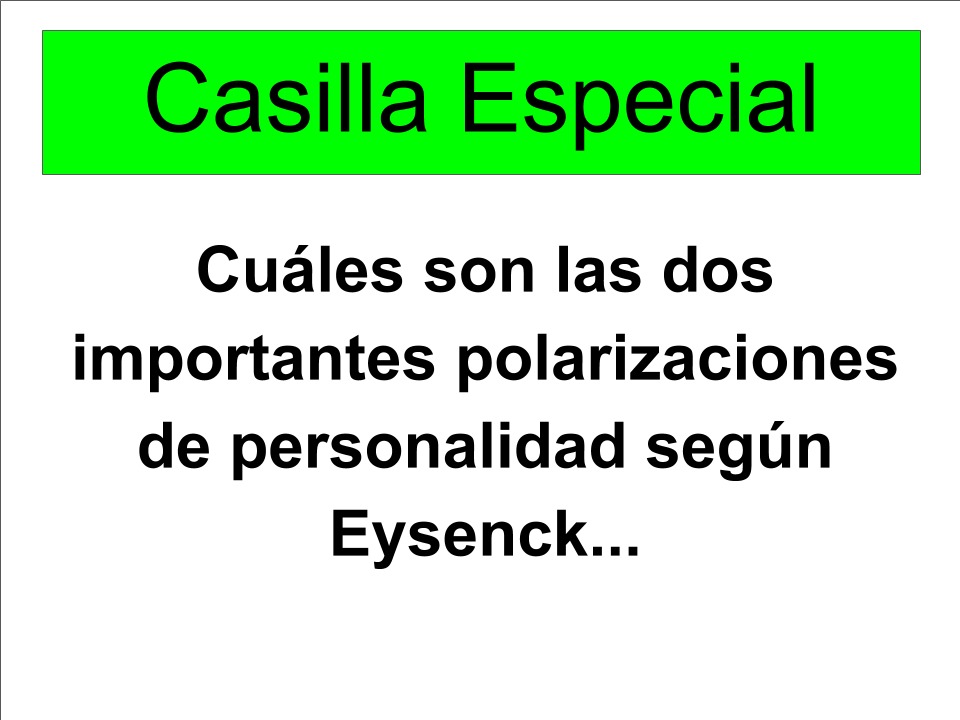 Casilla Especial
Cuáles son las dos
importantes polarizaciones
de personalidad según
Eysenck...